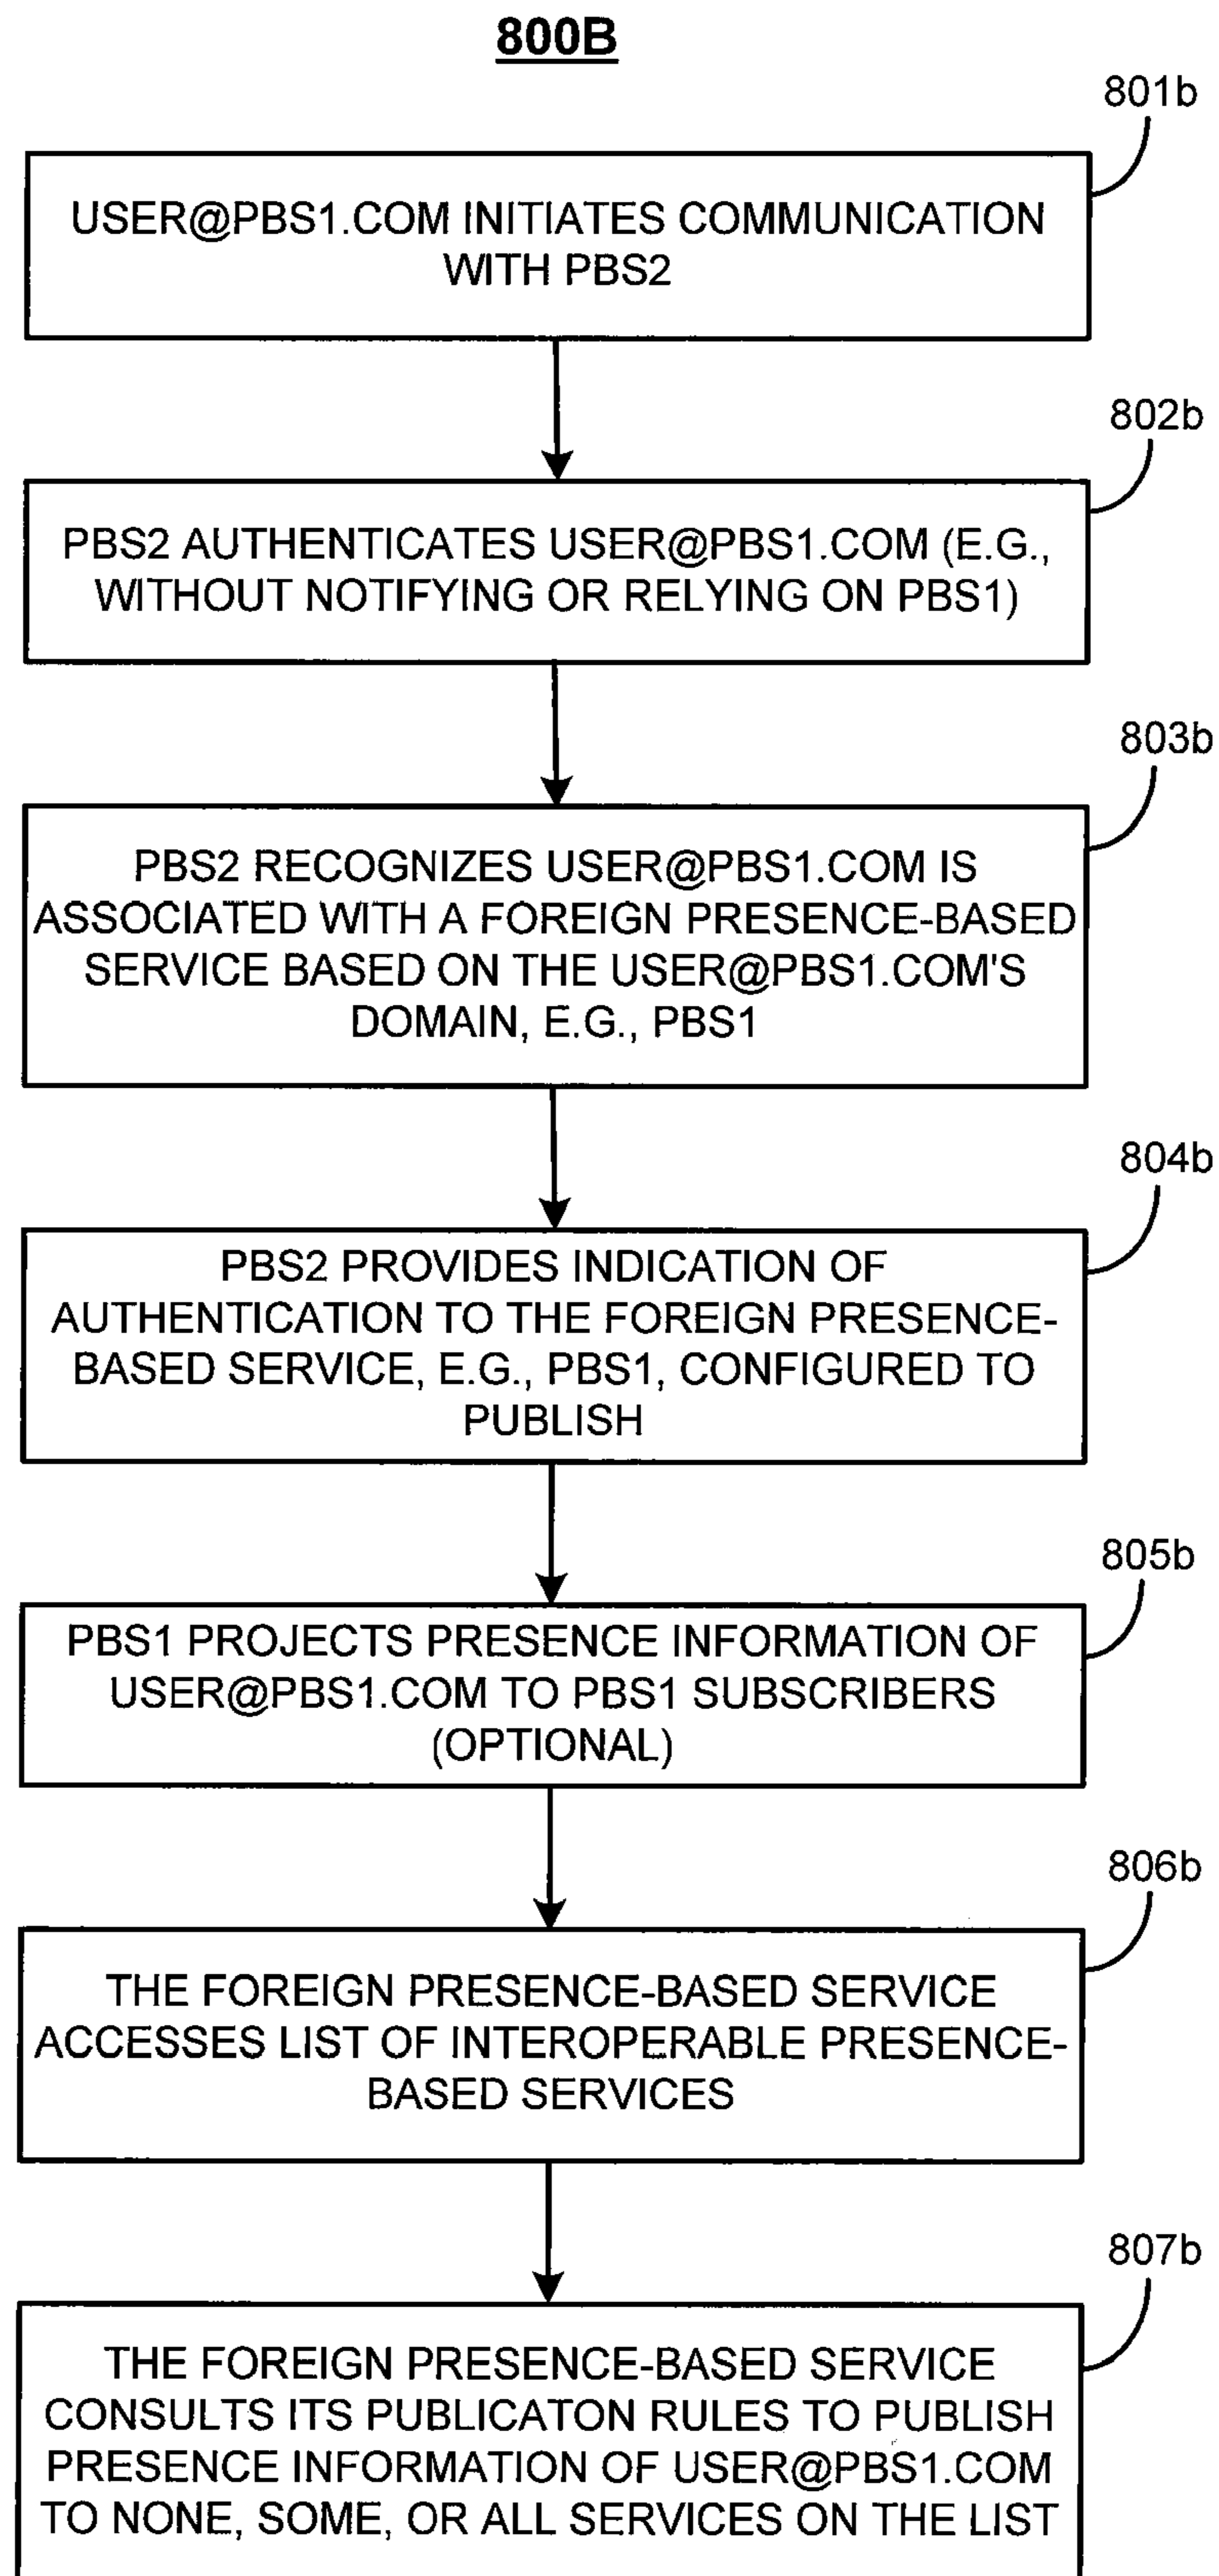 800B
801b
USER@PBS1.COM INITIATES COMMUNICATION
WITH PBS2
802b
PBS2 AUTHENTICATES USER@PBS1.COM (E.G.,
WITHOUT NOTIFYING OR RELYING ON PBS1)
803b
PBS2 RECOGNIZES USER@PBS1.COM IS
ASSOCIATED WITH A FOREIGN PRESENCE-BASED
SERVICE BASED ON THE USER@PBS1.COM'S
DOMAIN, E.G., PBS1
804b
PBS2 PROVIDES INDICATION OF
AUTHENTICATION TO THE FOREIGN PRESENCE-
BASED SERVICE, E.G., PBS1, CONFIGURED TO
PUBLISH
805b
PBS1 PROJECTS PRESENCE INFORMATION OF
USER@PBS1.COM TO PBS1 SUBSCRIBERS
(OPTIONAL)
806b
THE FOREIGN PRESENCE-BASED SERVICE
ACCESSES LIST OF INTEROPERABLE PRESENCE-
BASED SERVICES
807b
THE FOREIGN PRESENCE-BASED SERVICE
CONSULTS ITS PUBLICATON RULES TO PUBLISH
PRESENCE INFORMATION OF USER@PBS1.COM
TO NONE, SOME, OR ALL SERVICES ON THE LIST